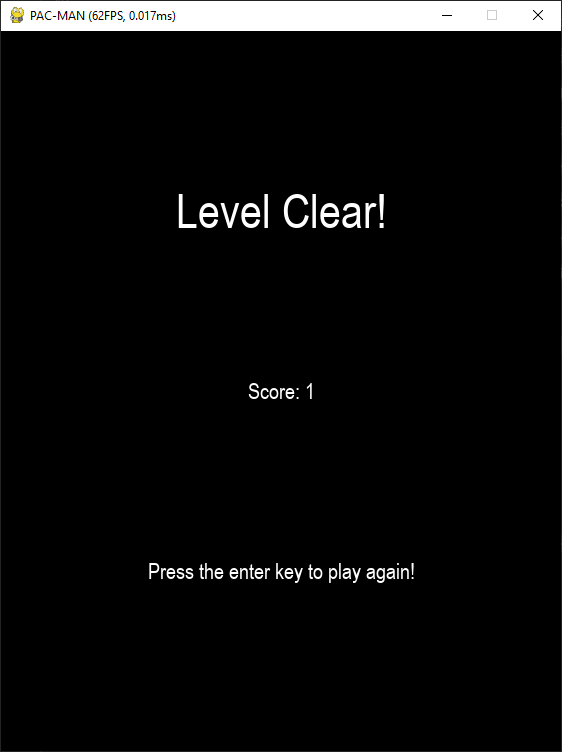 PAC-MAN (62FPS, 0.017ms)
Level Clear!
Score: 1
Press the enter key to play again!